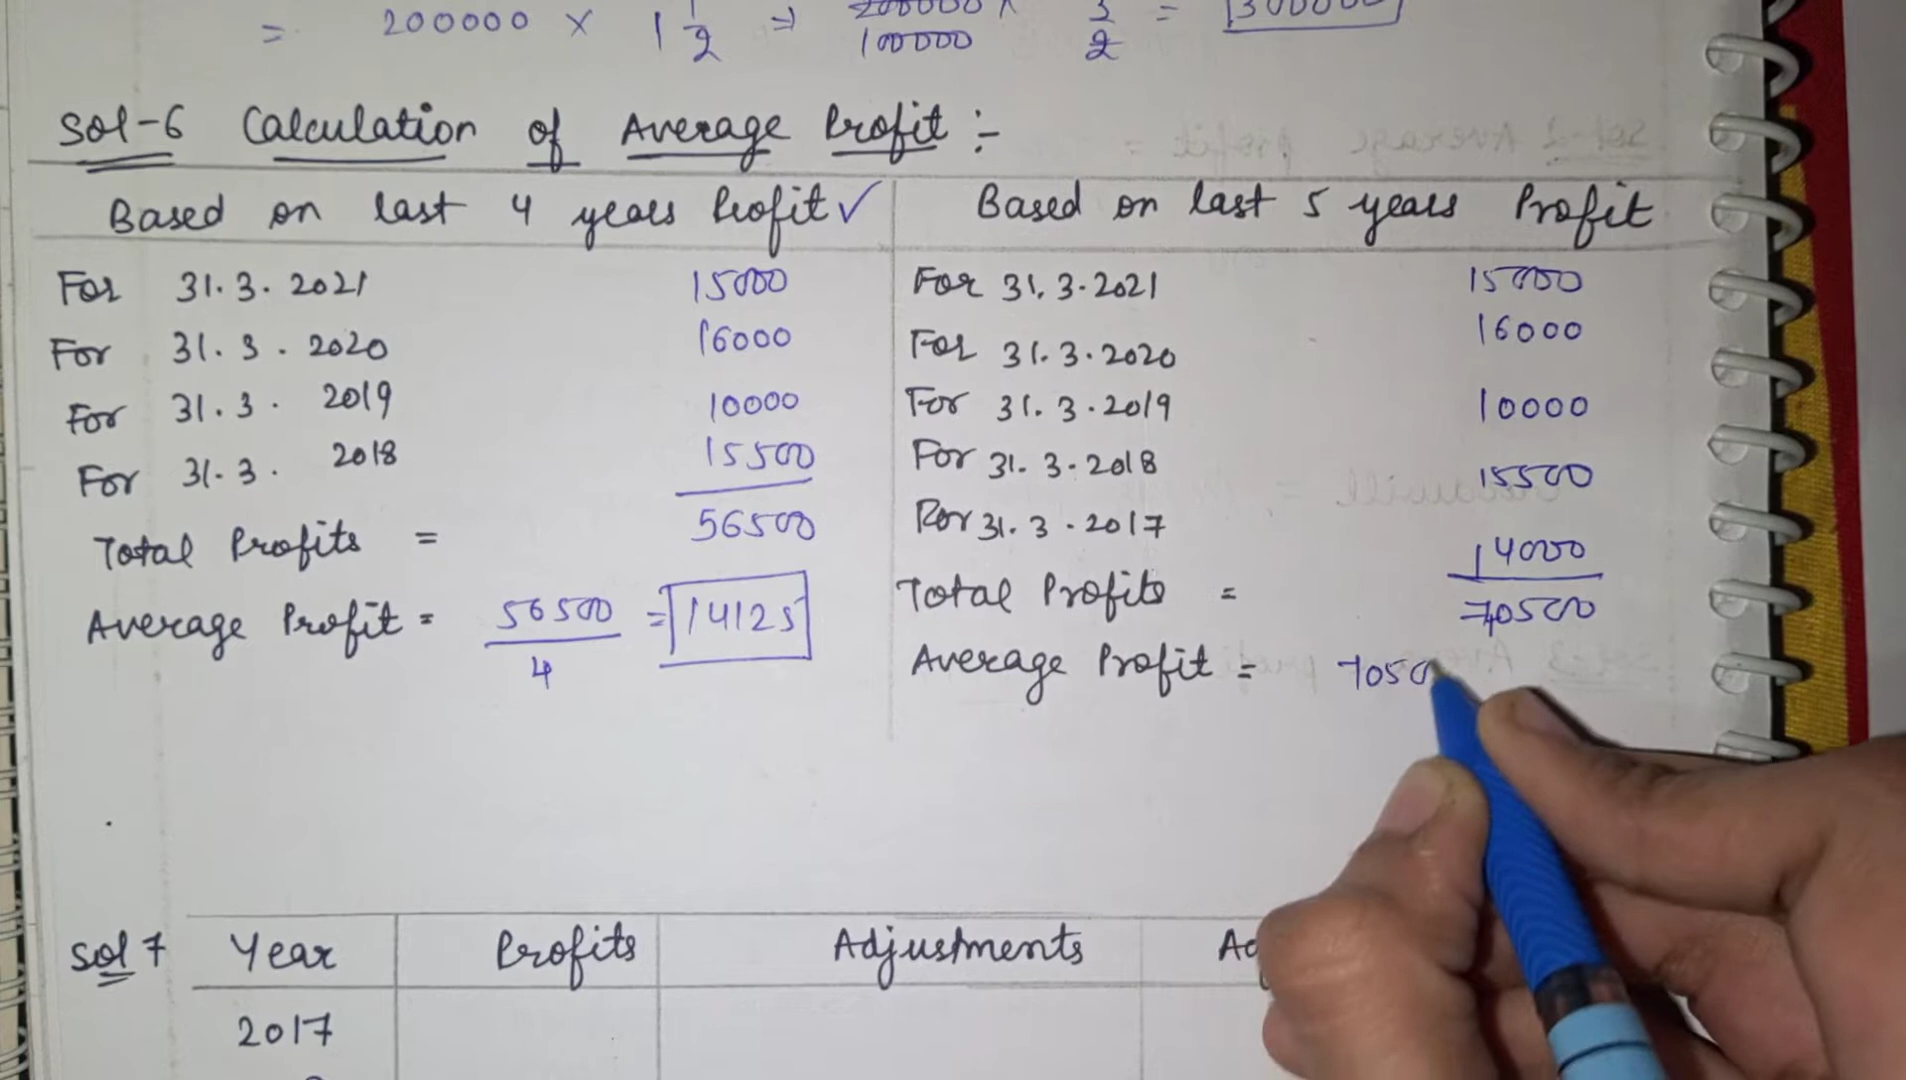 = 200000 × 1 1/2 ⇒ 200000/100000 × 3/2 = 300000
Sol-6 Calculation of Average Profit :-
Based on last 4 years Profit ✓
For 31.3.2021 15000
For 31.3.2020 16000
For 31.3.2019 10000
For 31.3.2018 15500
Total Profits = 56500
Average Profit = 56500/4 = 14125
Based on last 5 years Profit
For 31.3.2021 15000
For 31.3.2020 16000
For 31.3.2019 10000
For 31.3.2018 15500
For 31.3.2017 14000
Total Profits = 70500
Average Profit = 7050
Sol 7 Year Profits Adjustments
2017